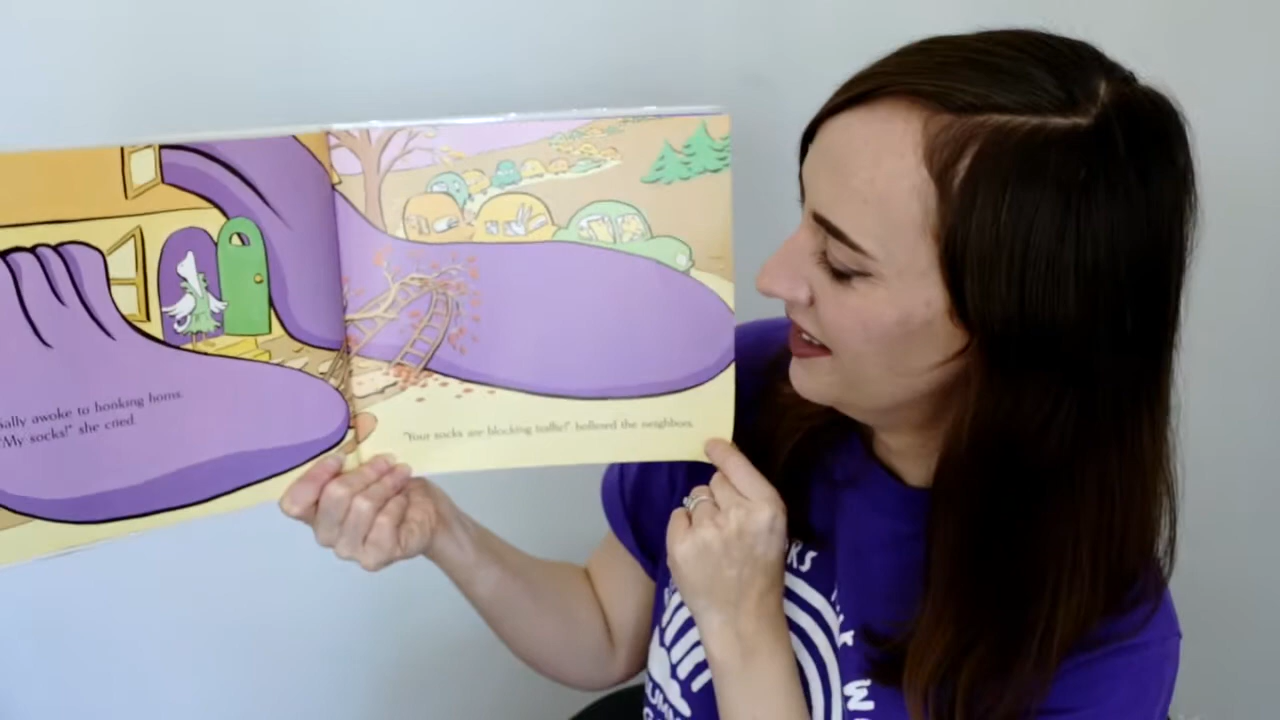 Sally awoke to honking horns.
"My socks!" she cried.
"Your socks are blocking traffic!" hollered the neighbors.